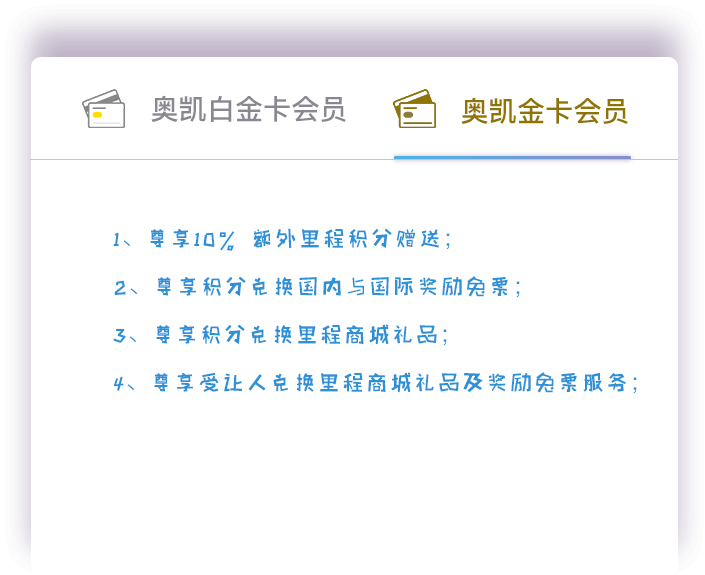 奥凯白金卡会员 奥凯金卡会员
1、尊享10% 额外里程积分赠送；
2、尊享积分兑换国内与国际奖励免票；
3、尊享积分兑换里程商城礼品；
4、尊享受让人兑换里程商城礼品及奖励免票服务；